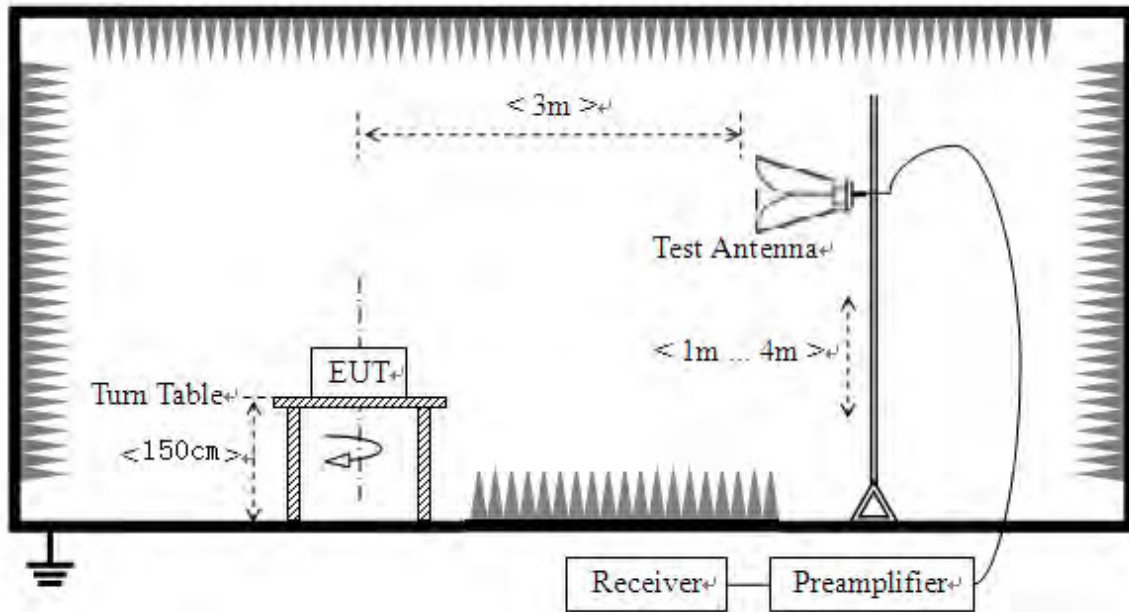 < 3m >↵
Test Antenna↵
< 1m ... 4m >↵
EUT↵
Turn Table↵
<150cm>↵
Receiver↵
Preamplifier↵